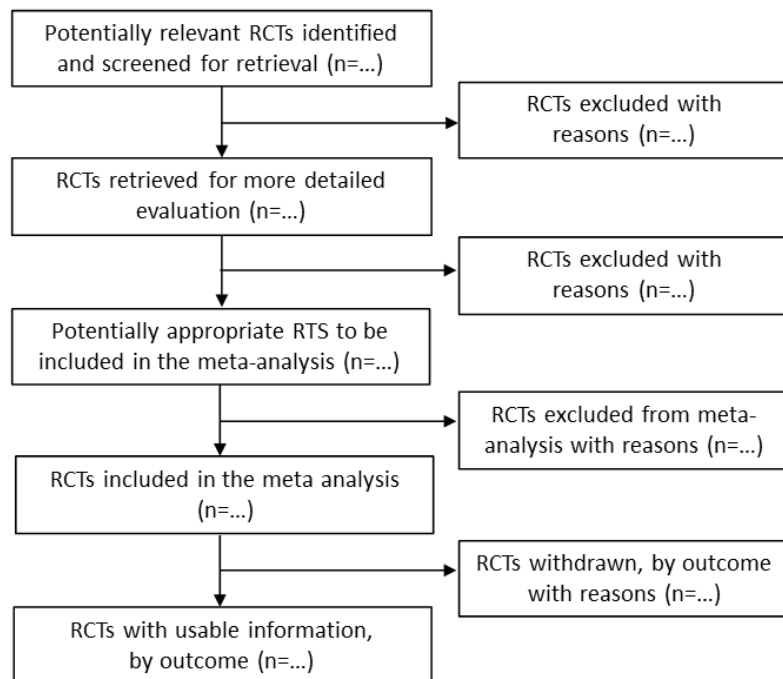 Potentially relevant RCTs identified
and screened for retrieval (n=...)
RCTs excluded with
reasons (n=...)
RCTs retrieved for more detailed
evaluation (n=...)
RCTs excluded with
reasons (n=...)
Potentially appropriate RTS to be
included in the meta-analysis (n=...)
RCTs excluded from meta-
analysis with reasons (n=...)
RCTs included in the meta analysis
(n=...)
RCTs withdrawn, by outcome
with reasons (n=...)
RCTs with usable information,
by outcome (n=...)